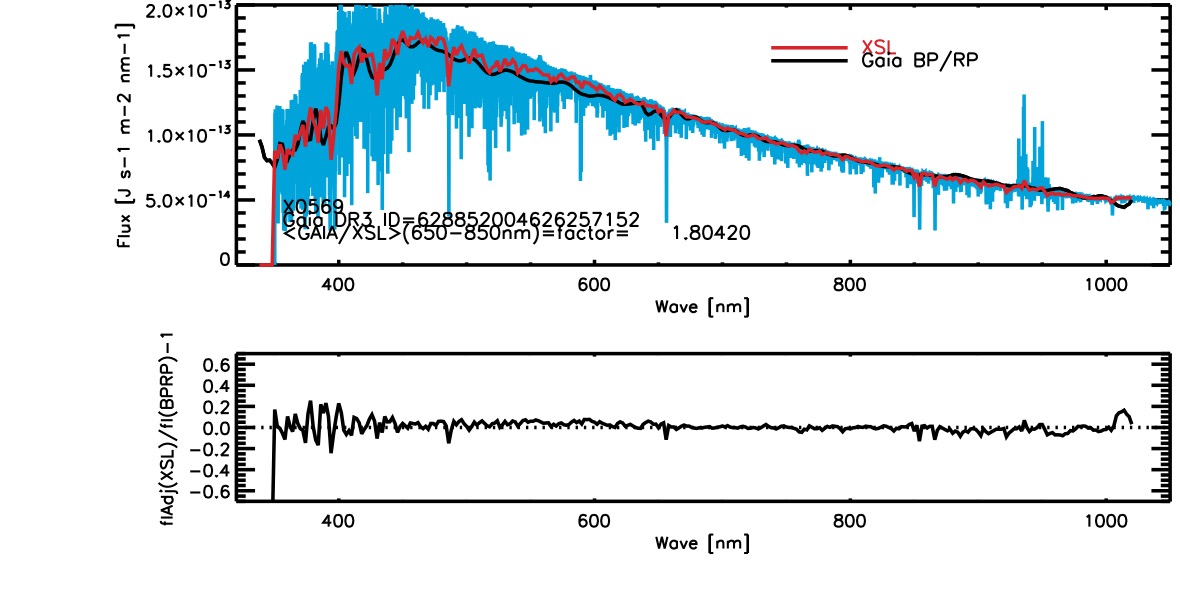 2.0×10−13
1.5×10−13
1.0×10−13
5.0×10−14
0
Flux [J s−1 m−2 nm−1]
XSL
Gaia BP/RP
X0569
Gaia DR3 ID=6288520046262571​52
<GAIA/XSL>(650−850nm)=factor= 1.80420
400 600 800 1000
Wave [nm]
0.6
0.4
0.2
0.0
−0.2
−0.4
−0.6
flAdj(XSL)/fl(BPRP)−1
400 600 800 1000
Wave [nm]